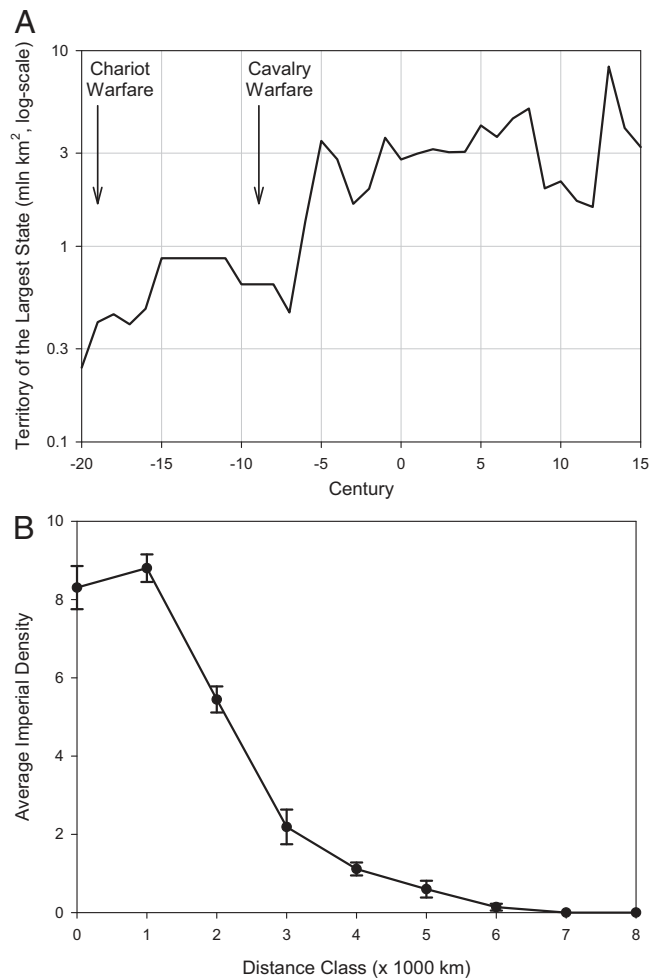 A
Territory of the Largest State (mln km², log-scale)
10
3
1
0.3
0.1
Chariot
Warfare
Cavalry
Warfare
-20 -15 -10 -5 0 5 10 15
Century
B
Average Imperial Density
10
8
6
4
2
0
0 1 2 3 4 5 6 7 8
Distance Class (x 1000 km)